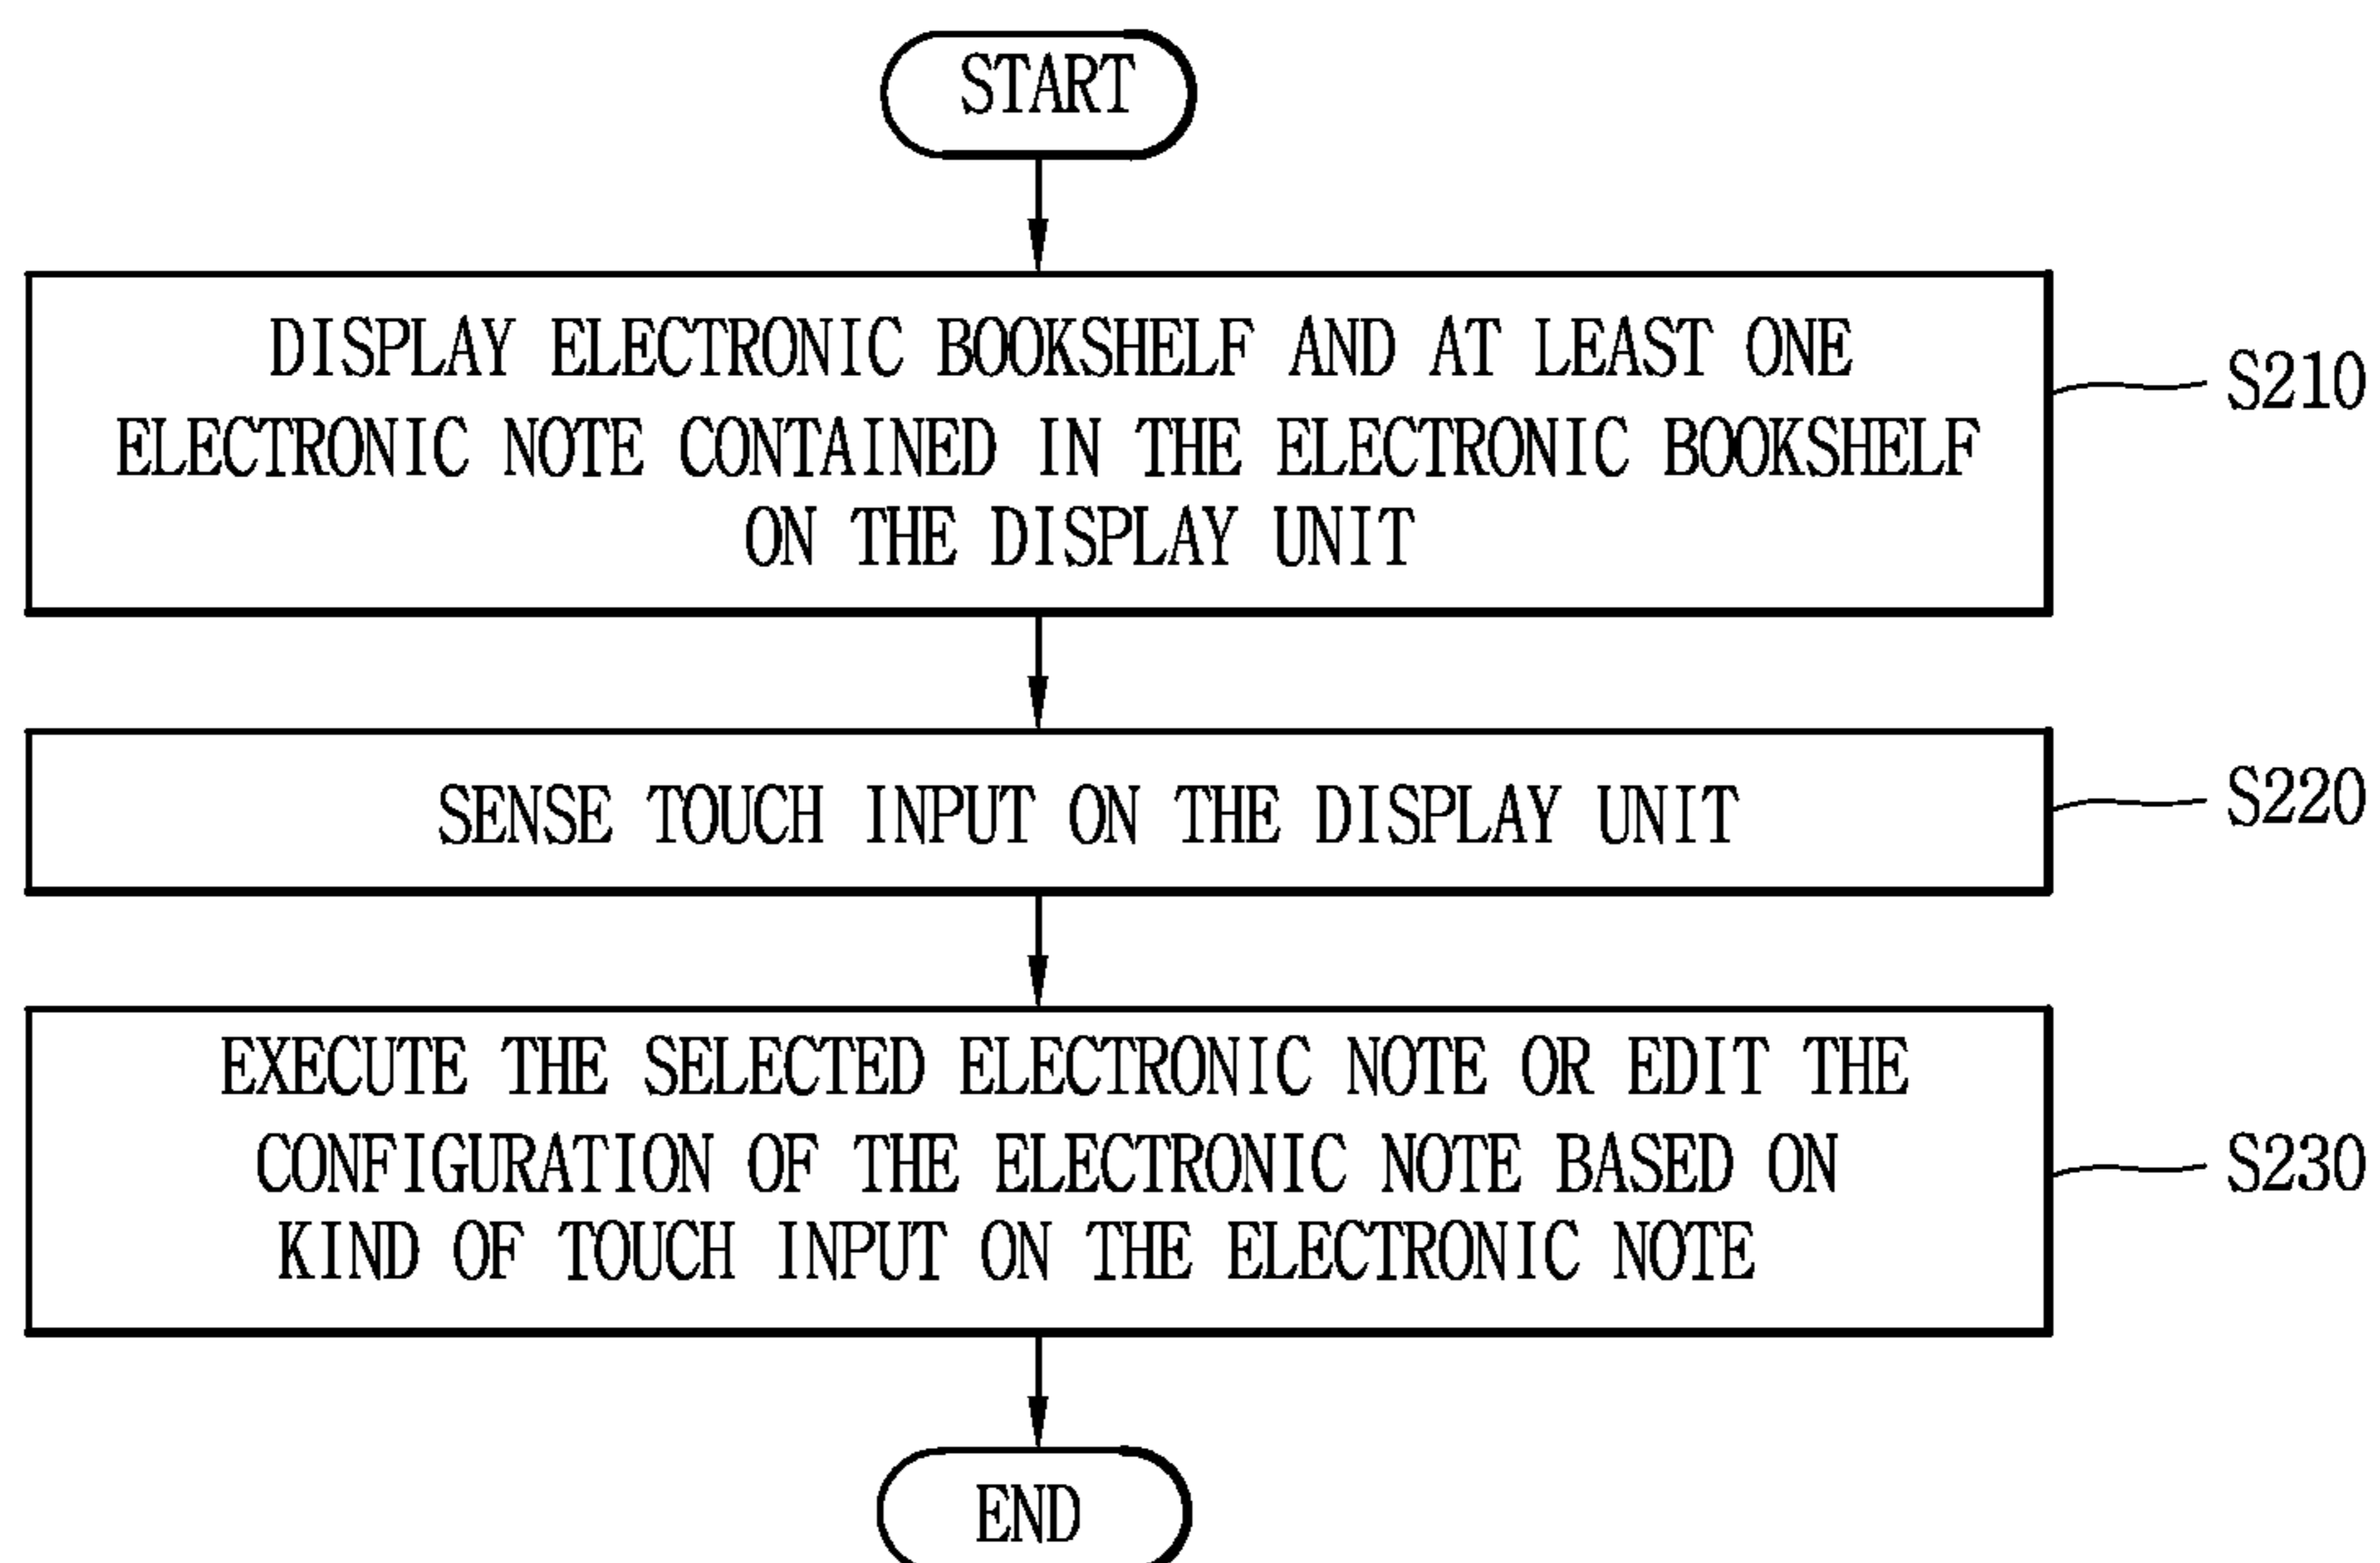 START
DISPLAY ELECTRONIC BOOKSHELF AND AT LEAST ONE
ELECTRONIC NOTE CONTAINED IN THE ELECTRONIC BOOKSHELF
ON THE DISPLAY UNIT
S210
SENSE TOUCH INPUT ON THE DISPLAY UNIT
S220
EXECUTE THE SELECTED ELECTRONIC NOTE OR EDIT THE
CONFIGURATION OF THE ELECTRONIC NOTE BASED ON
KIND OF TOUCH INPUT ON THE ELECTRONIC NOTE
S230
END